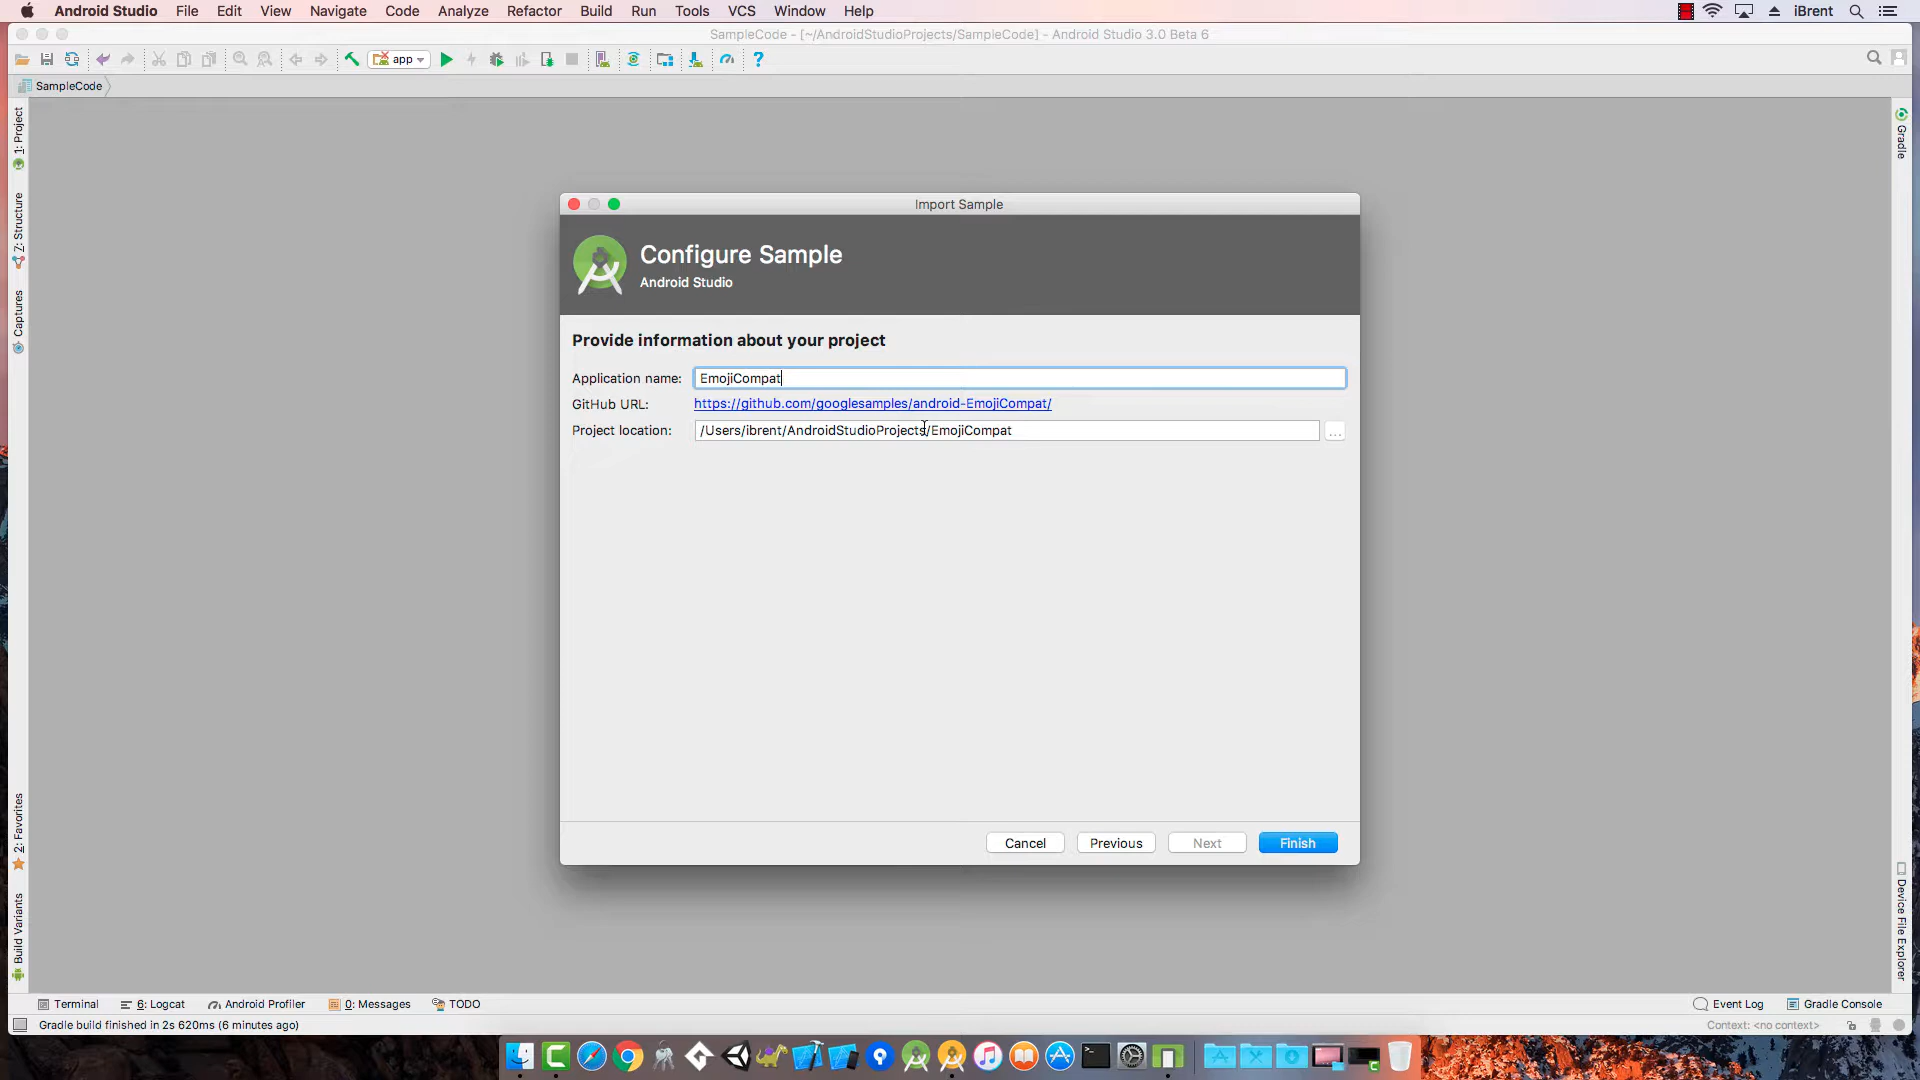 Android Studio File Edit View Navigate Code Analyze Refactor Build Run Tools VCS Window Help iBrent
SampleCode - [~/AndroidStudioProjects/SampleCode] - Android Studio 3.0 Beta 6
app
SampleCode
1: Project
Z: Structure
Captures
2: Favorites
Build Variants
Gradle
Device File Explorer
Import Sample
Configure Sample
Android Studio
Provide information about your project
Application name: EmojiCompat
GitHub URL: https://github.com/googlesamples/android-EmojiCompat/
Project location: /Users/ibrent/AndroidStudioProjects/EmojiCompat ...
Cancel Previous Next Finish
Terminal 6: Logcat Android Profiler 0: Messages TODO Event Log Gradle Console
Gradle build finished in 2s 620ms (6 minutes ago) Context: <no context>